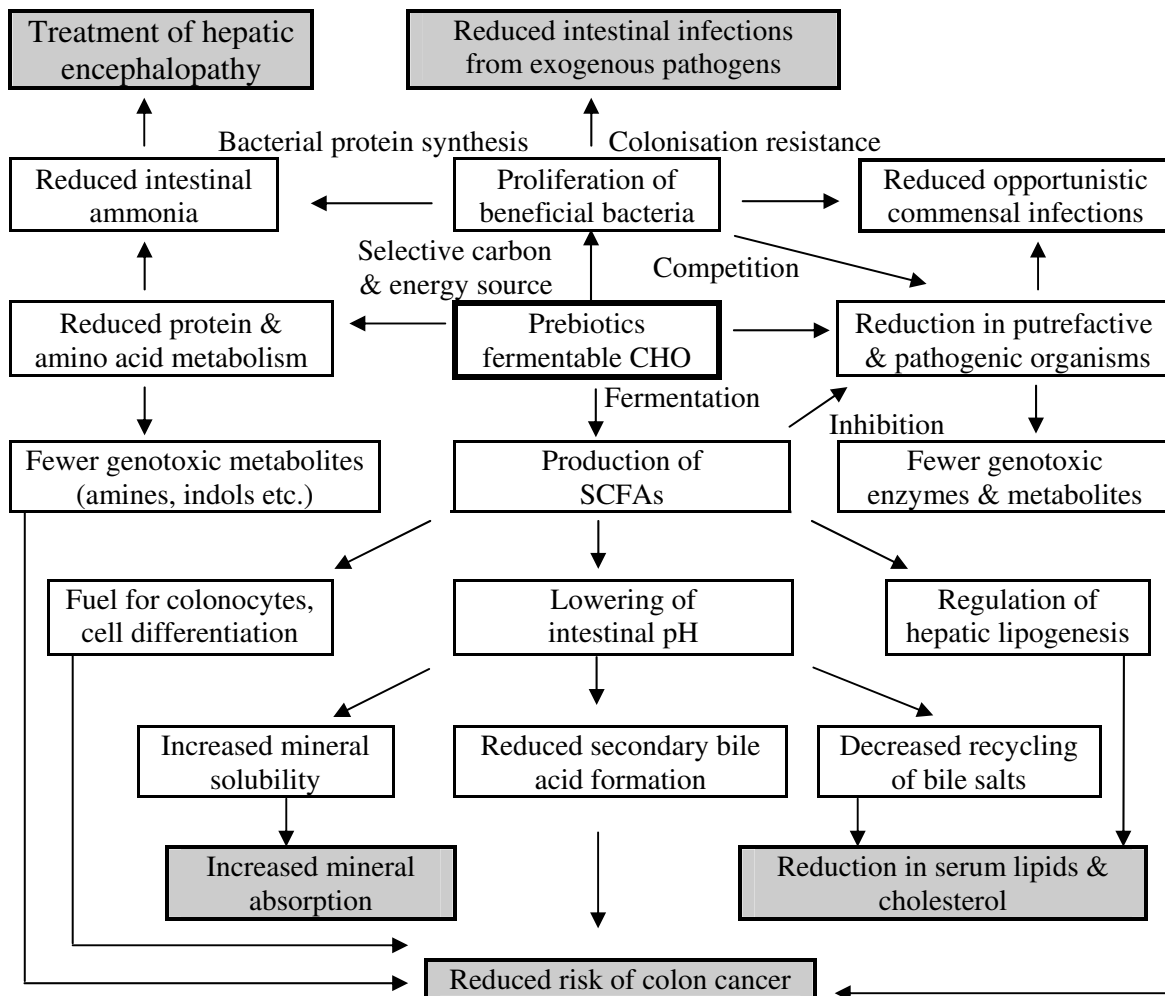 Treatment of hepatic
encephalopathy
Reduced intestinal infections
from exogenous pathogens
Bacterial protein synthesis
Colonisation resistance
Reduced intestinal
ammonia
Proliferation of
beneficial bacteria
Reduced opportunistic
commensal infections
Selective carbon
& energy source
Competition
Reduced protein &
amino acid metabolism
Prebiotics
fermentable CHO
Reduction in putrefactive
& pathogenic organisms
Fermentation
Inhibition
Fewer genotoxic metabolites
(amines, indols etc.)
Production of
SCFAs
Fewer genotoxic
enzymes & metabolites
Fuel for colonocytes,
cell differentiation
Lowering of
intestinal pH
Regulation of
hepatic lipogenesis
Increased mineral
solubility
Reduced secondary bile
acid formation
Decreased recycling
of bile salts
Increased mineral
absorption
Reduction in serum lipids &
cholesterol
Reduced risk of colon cancer